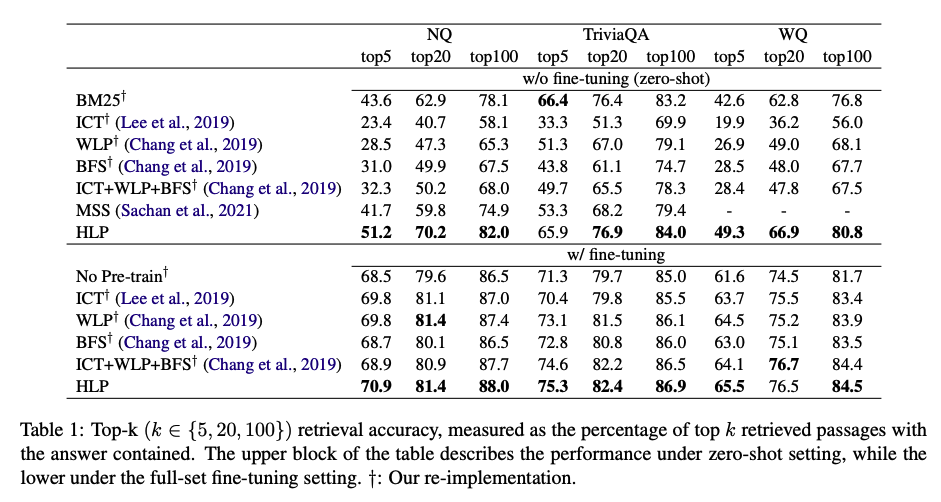 NQ TriviaQA WQ
top5 top20 top100 top5 top20 top100 top5 top20 top100
w/o fine-tuning (zero-shot)
BM25† 43.6 62.9 78.1 66.4 76.4 83.2 42.6 62.8 76.8
ICT† (Lee et al., 2019) 23.4 40.7 58.1 33.3 51.3 69.9 19.9 36.2 56.0
WLP† (Chang et al., 2019) 28.5 47.3 65.3 51.3 67.0 79.1 26.9 49.0 68.1
BFS† (Chang et al., 2019) 31.0 49.9 67.5 43.8 61.1 74.7 28.5 48.0 67.7
ICT+WLP+BFS† (Chang et al., 2019) 32.3 50.2 68.0 49.7 65.5 78.3 28.4 47.8 67.5
MSS (Sachan et al., 2021) 41.7 59.8 74.9 53.3 68.2 79.4 - - -
HLP 51.2 70.2 82.0 65.9 76.9 84.0 49.3 66.9 80.8
w/ fine-tuning
No Pre-train† 68.5 79.6 86.5 71.3 79.7 85.0 61.6 74.5 81.7
ICT† (Lee et al., 2019) 69.8 81.1 87.0 70.4 79.8 85.5 63.7 75.5 83.4
WLP† (Chang et al., 2019) 69.8 81.4 87.4 73.1 81.5 86.1 64.5 75.2 83.9
BFS† (Chang et al., 2019) 68.7 80.1 86.5 72.8 80.8 86.0 63.0 75.1 83.5
ICT+WLP+BFS† (Chang et al., 2019) 68.9 80.9 87.7 74.6 82.2 86.5 64.1 76.7 84.4
HLP 70.9 81.4 88.0 75.3 82.4 86.9 65.5 76.5 84.5
Table 1: Top-k (k ∈ {5, 20, 100}) retrieval accuracy, measured as the percentage of top k retrieved passages with
the answer contained. The upper block of the table describes the performance under zero-shot setting, while the
lower under the full-set fine-tuning setting. †: Our re-implementation.